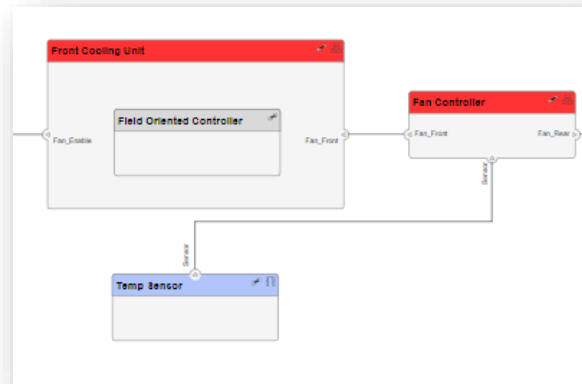 Front Cooling Unit
Field Oriented Controller
Fan_Enable
Fan_Front
Fan Controller
Fan_Front
Fan_Rear
Sensor
Sensor
Temp Sensor